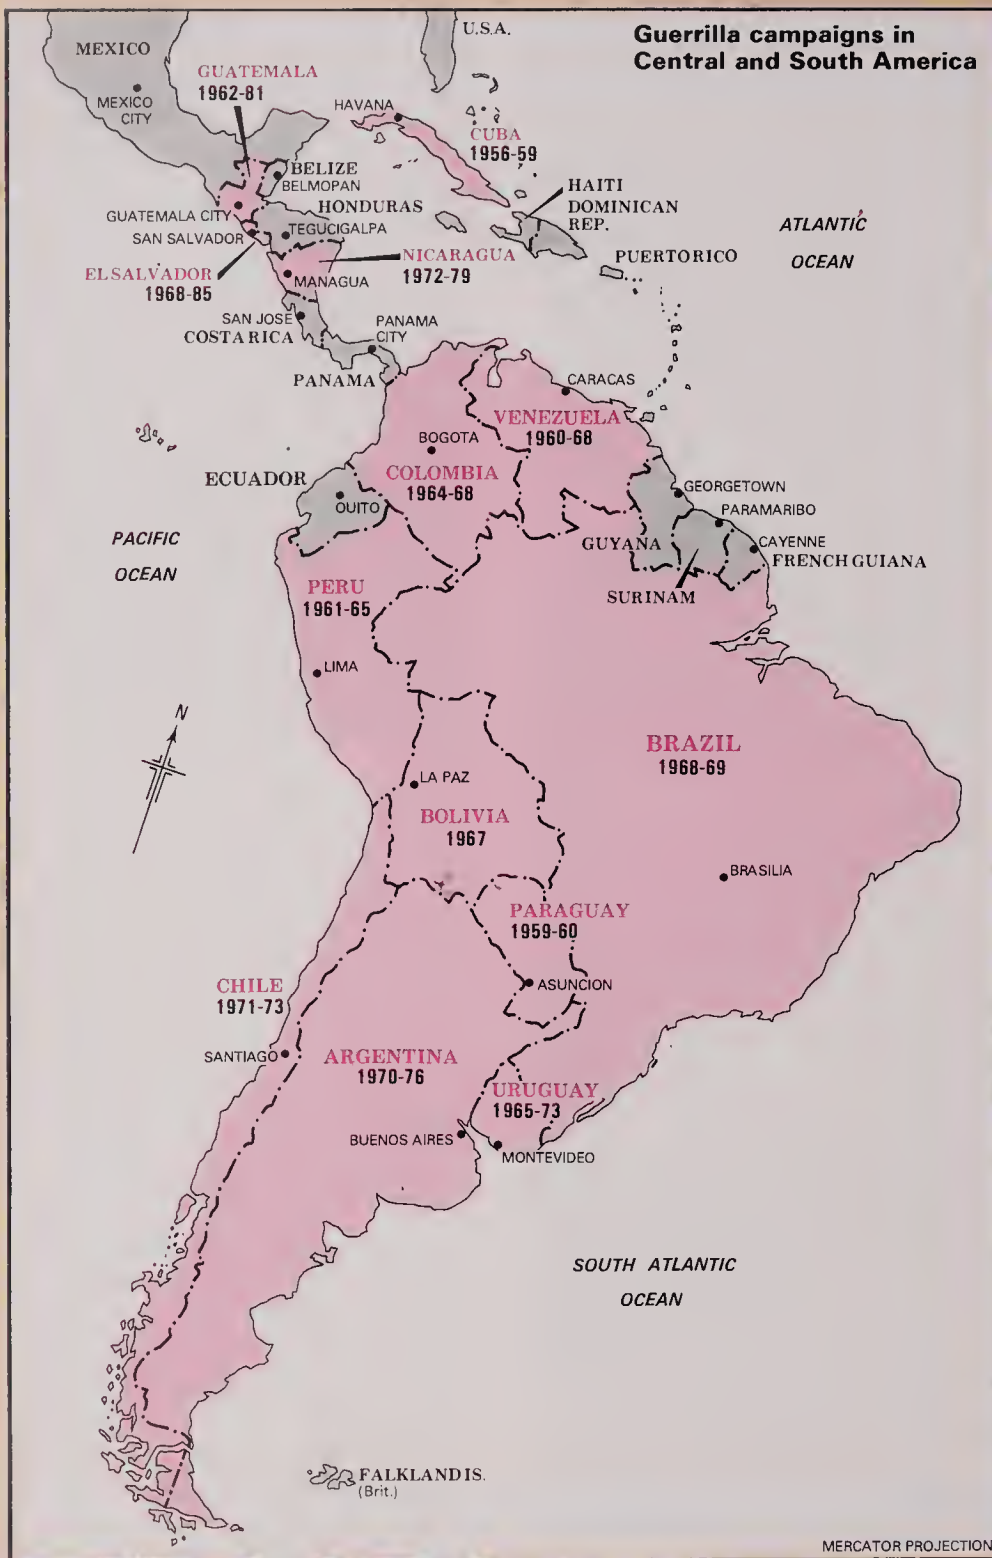 Guerrilla campaigns in
Central and South America
U.S.A.
MEXICO
MEXICO
CITY
GUATEMALA
1962-81
HAVANA
CUBA
1956-59
BELIZE
BELMOPAN
HAITI
DOMINICAN
REP.
GUATEMALA CITY
HONDURAS
SAN SALVADOR
TEGUCIGALPA
ATLANTIC
OCEAN
PUERTO RICO
EL SALVADOR
1968-85
NICARAGUA
1972-79
MANAGUA
SAN JOSE
COSTA RICA
PANAMA
CITY
PANAMA
CARACAS
VENEZUELA
1960-68
BOGOTA
COLOMBIA
1964-68
ECUADOR
QUITO
GEORGETOWN
PARAMARIBO
CAYENNE
GUYANA
FRENCH GUIANA
SURINAM
PACIFIC
OCEAN
PERU
1961-65
LIMA
N
BRAZIL
1968-69
LA PAZ
BOLIVIA
1967
BRASILIA
PARAGUAY
1959-60
ASUNCION
CHILE
1971-73
SANTIAGO
ARGENTINA
1970-76
URUGUAY
1965-73
BUENOS AIRES
MONTEVIDEO
SOUTH ATLANTIC
OCEAN
FALKLAND IS.
(Brit.)
MERCATOR PROJECTION